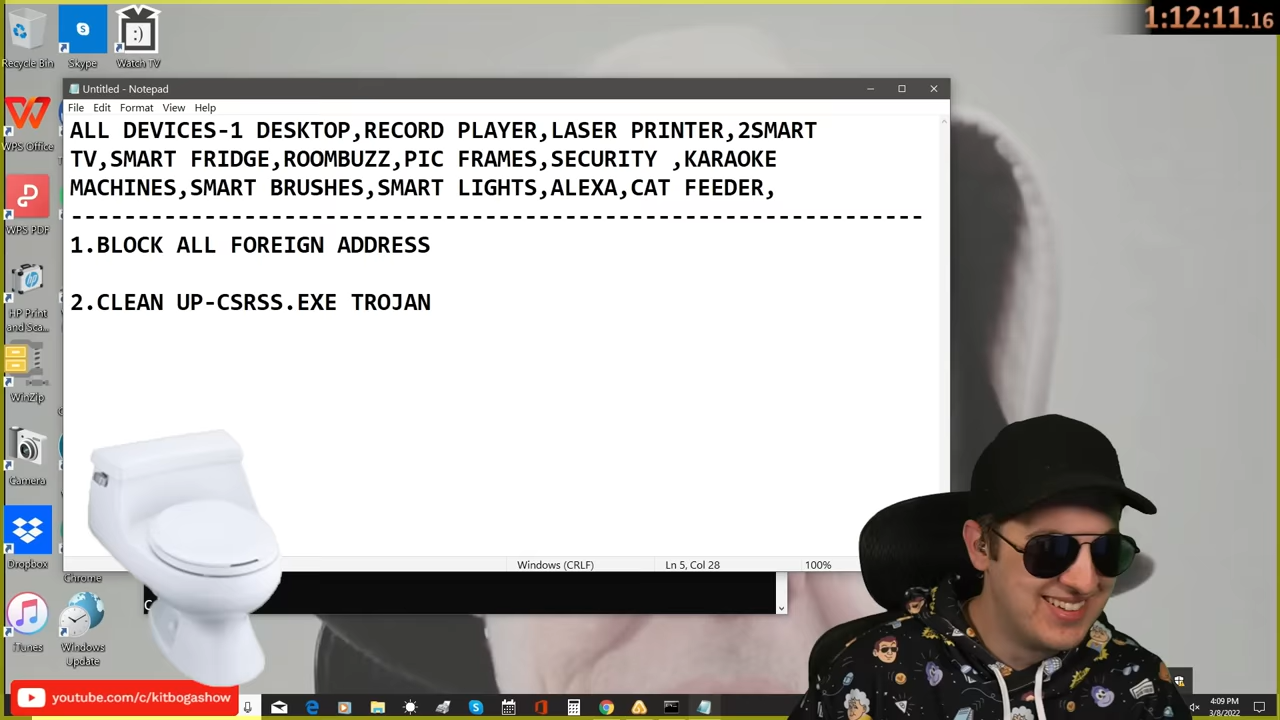 1:12:11.16
Recycle Bin
Skype
Watch TV
Untitled - Notepad
File Edit Format View Help
ALL DEVICES-1 DESKTOP,RECORD PLAYER,LASER PRINTER,2SMART
TV,SMART FRIDGE,ROOMBUZZ,PIC FRAMES,SECURITY ,KARAOKE
MACHINES,SMART BRUSHES,SMART LIGHTS,ALEXA,CAT FEEDER,
----------------------------------------------------------------
1.BLOCK ALL FOREIGN ADDRESS
2.CLEAN UP-CSRSS.EXE TROJAN
WPS Office
WPS PDF
HP Print
and Sca...
WinZip
Camera
Dropbox
Chrome
iTunes
Windows
Update
Windows (CRLF)
Ln 5, Col 28
100%
youtube.com/c/kitbogashow
4:09 PM
3/8/2022